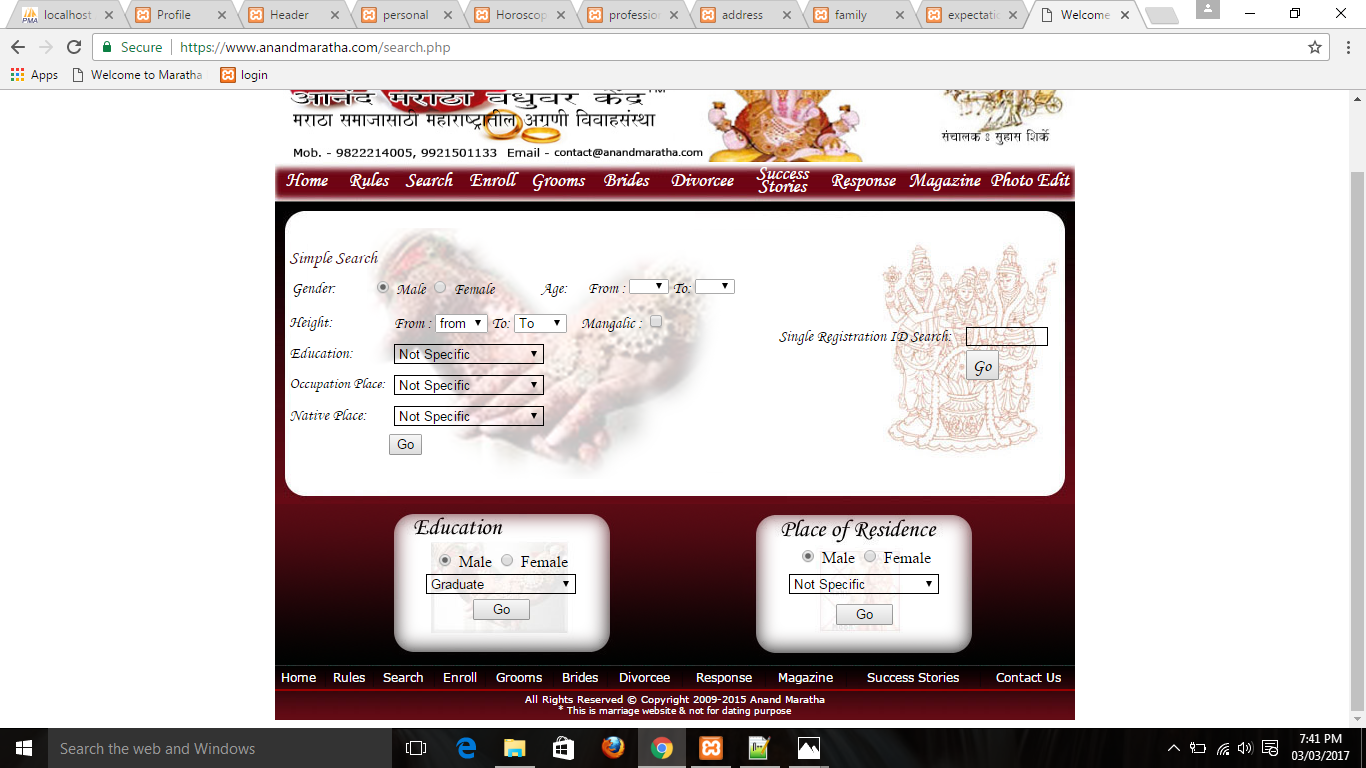 localhost Profile Header personal Horoscop professio address family expectati Welcome
Secure https://www.anandmaratha.com/search.php
Apps Welcome to Maratha login
आनंद मराठा वधुवर केंद्र
मराठा समाजासाठी महाराष्ट्रातील अग्रणी विवाहसंस्था
संचालक : सुहास शिर्के
Mob. - 9822214005, 9921501133 Email - contact@anandmaratha.com
Home Rules Search Enroll Grooms Brides Divorcee Success Stories Response Magazine Photo Edit
Simple Search
Gender: Male Female Age: From : To:
Height: From : from To: To Mangalic :
Single Registration ID Search:
Go
Education: Not Specific
Occupation Place: Not Specific
Native Place: Not Specific
Go
Education
Male Female
Graduate
Go
Place of Residence
Male Female
Not Specific
Go
Home Rules Search Enroll Grooms Brides Divorcee Response Magazine Success Stories Contact Us
All Rights Reserved © Copyright 2009-2015 Anand Maratha
* This is marriage website & not for dating purpose
Search the web and Windows
7:41 PM
03/03/2017